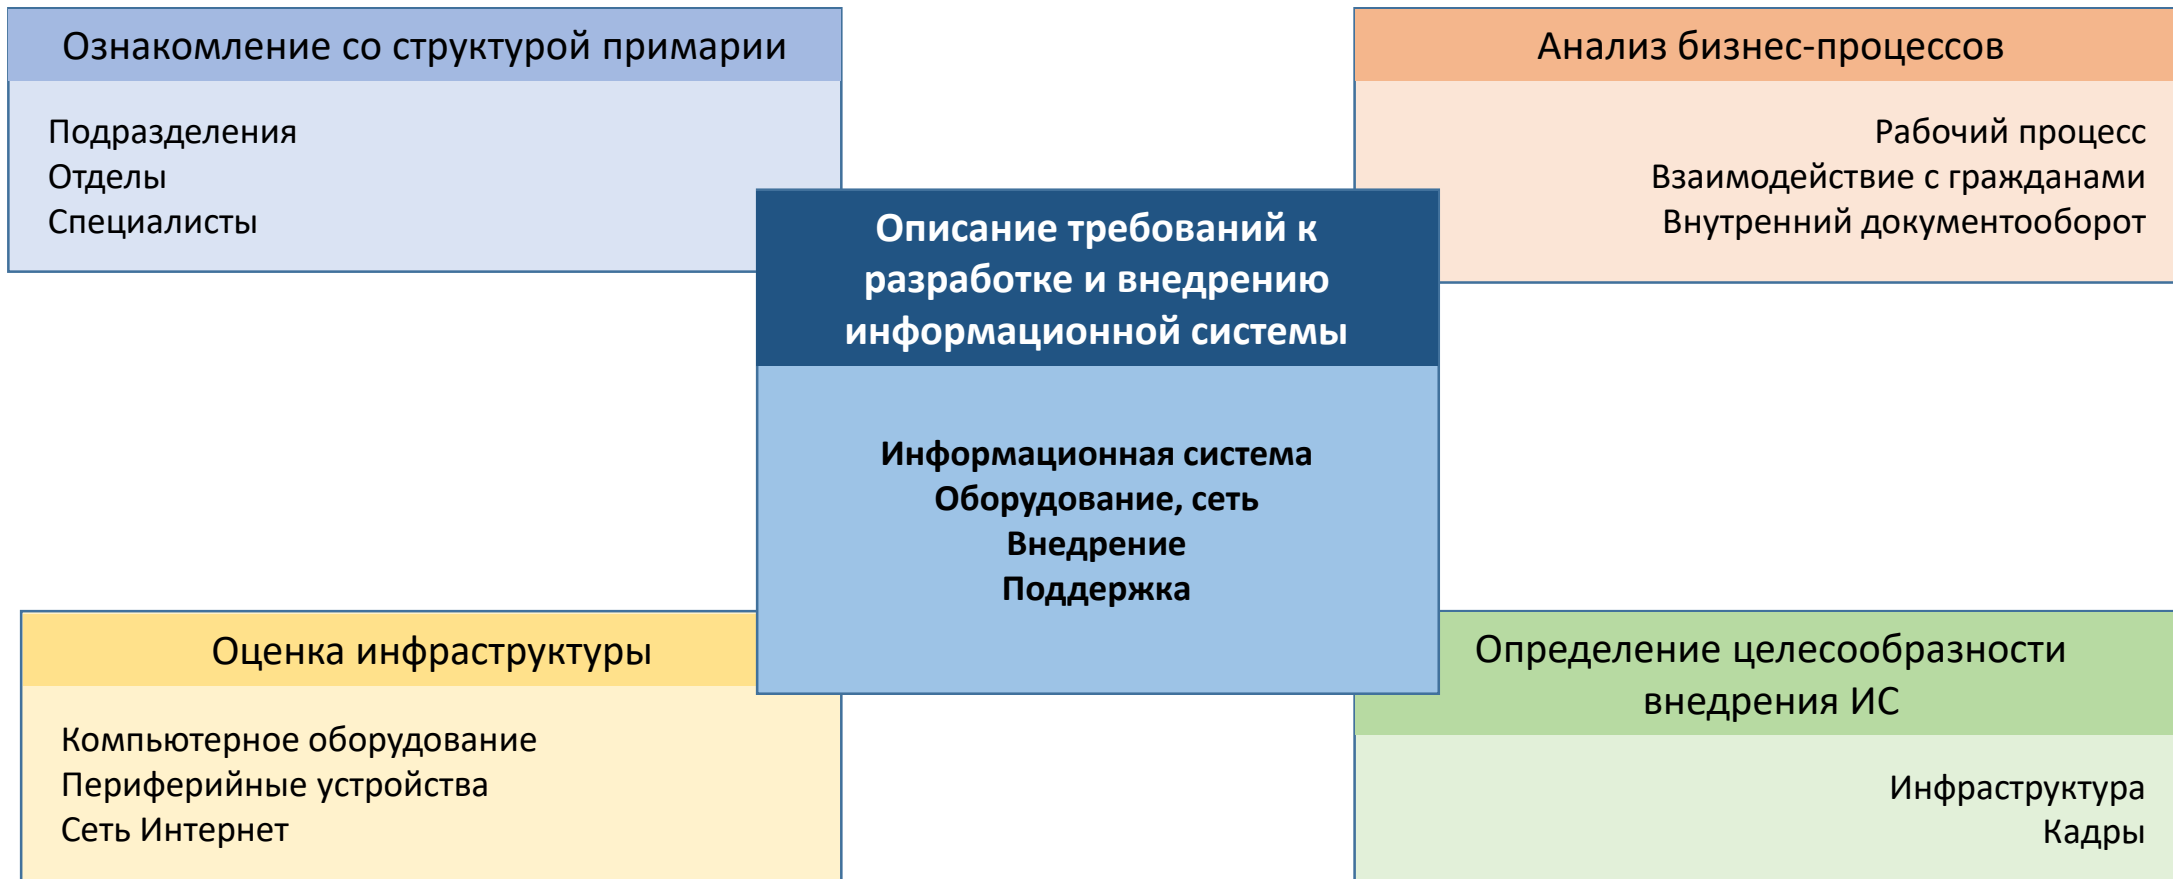 Ознакомление со структурой примарии
Подразделения
Отделы
Специалисты
Анализ бизнес-процессов
Рабочий процесс
Взаимодействие с гражданами
Внутренний документооборот
Описание требований к
разработке и внедрению
информационной системы
Информационная система
Оборудование, сеть
Внедрение
Поддержка
Оценка инфраструктуры
Компьютерное оборудование
Периферийные устройства
Сеть Интернет
Определение целесообразности
внедрения ИС
Инфраструктура
Кадры